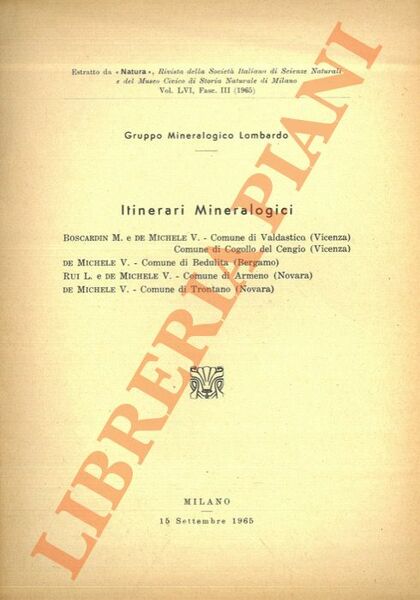 Estratto da « Natura », Rivista della Società Italiana di Scienze Naturali
e del Museo Civico di Storia Naturale di Milano
Vol. LVI, Fasc. III (1965)
Gruppo Mineralogico Lombardo
Itinerari Mineralogici
BOSCARDIN M. e DE MICHELE V. - Comune di Valdastico (Vicenza)
Comune di Cogollo del Cengio (Vicenza)
DE MICHELE V. - Comune di Bedulita (Bergamo)
RUI L. e DE MICHELE V. - Comune di Armeno (Novara)
DE MICHELE V. - Comune di Trontano (Novara)
MILANO
15 Settembre 1965
LIBRERIA PIANI